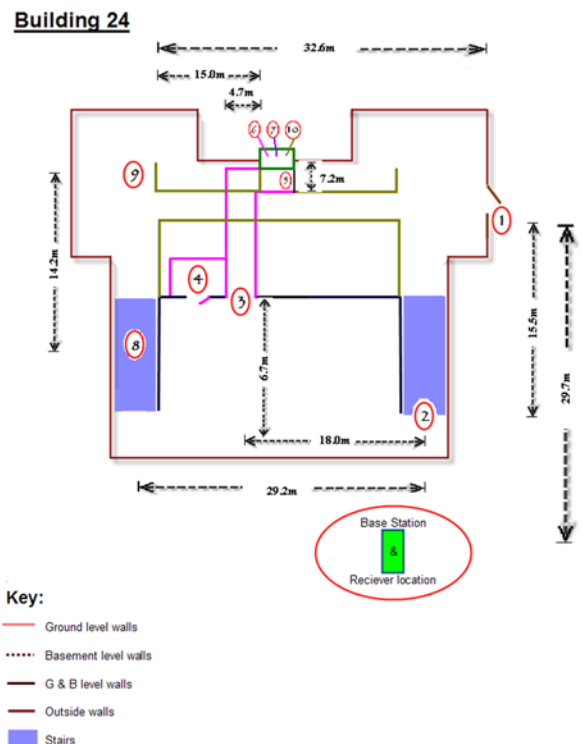 Building 24
32.6m
15.0m
4.7m
6 7 10
9
5
7.2m
1
14.2m
4
3
8
15.5m
29.7m
6.7m
2
18.0m
29.2m
Base Station
&
Reciever location
Key:
Ground level walls
Basement level walls
G & B level walls
Outside walls
Stairs